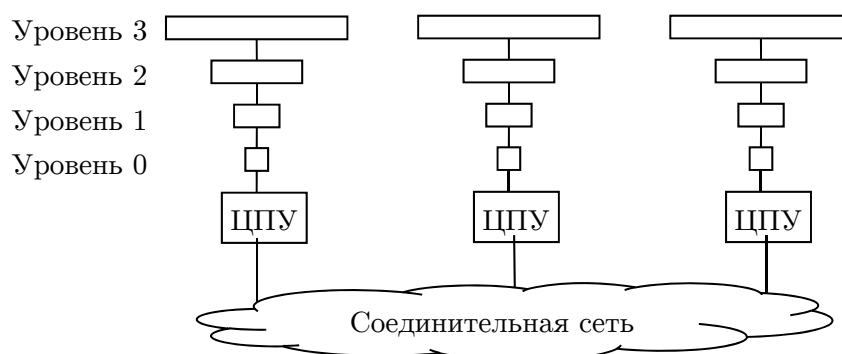 Уровень 3
Уровень 2
Уровень 1
Уровень 0
ЦПУ ЦПУ ЦПУ
Соединительная сеть